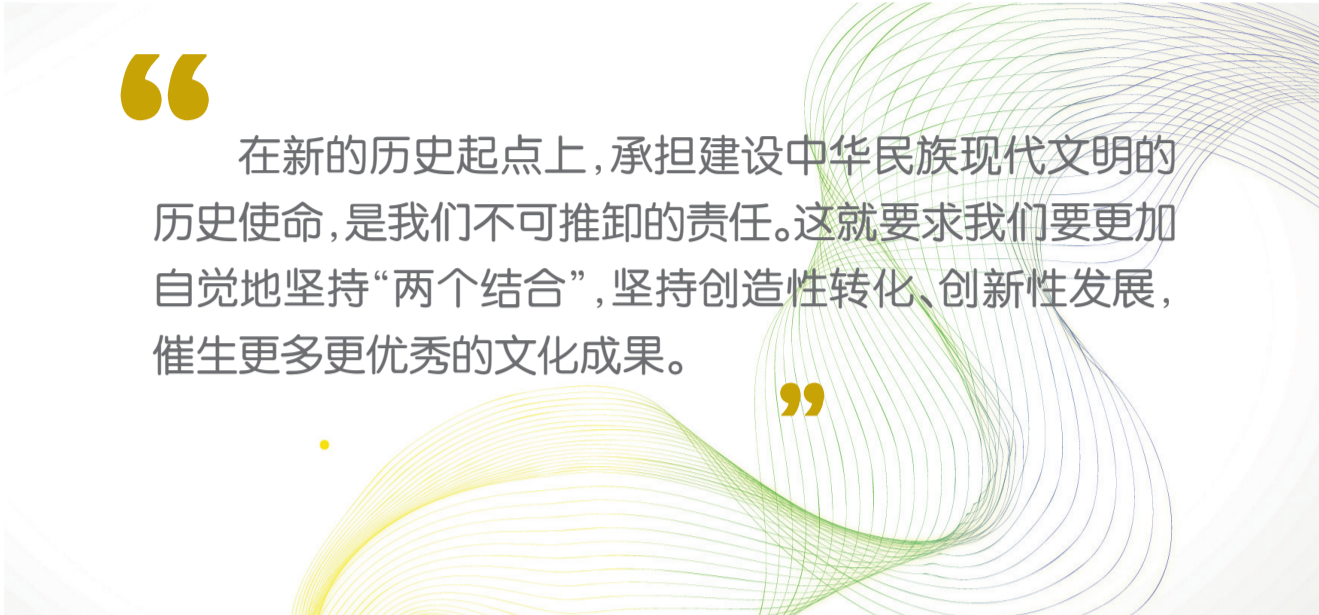 “
在新的历史起点上,承担建设中华民族现代文明的
历史使命,是我们不可推卸的责任。这就要求我们要更加
自觉地坚持“两个结合”,坚持创造性转化、创新性发展,
催生更多更优秀的文化成果。
”